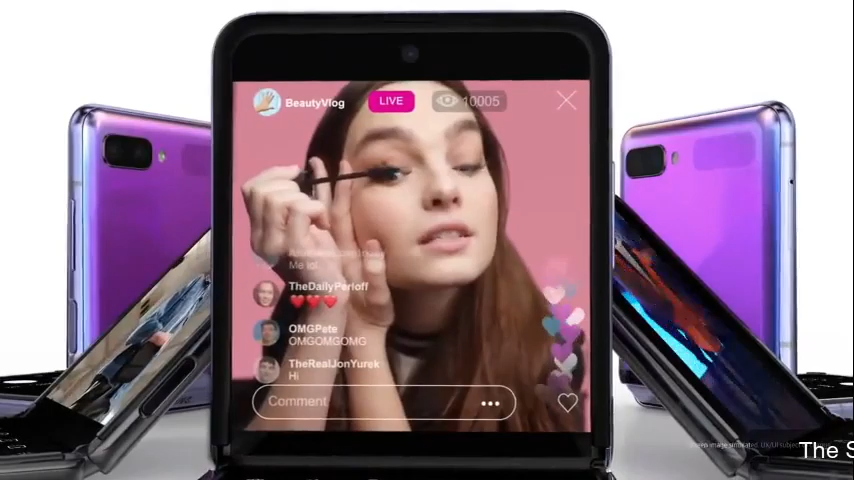 BeautyVlog
LIVE
10005
Me lol
TheDailyPerloff
❤❤❤
OMGPete
OMGOMGOMG
TheRealJonYurek
Hi
Comment
The S